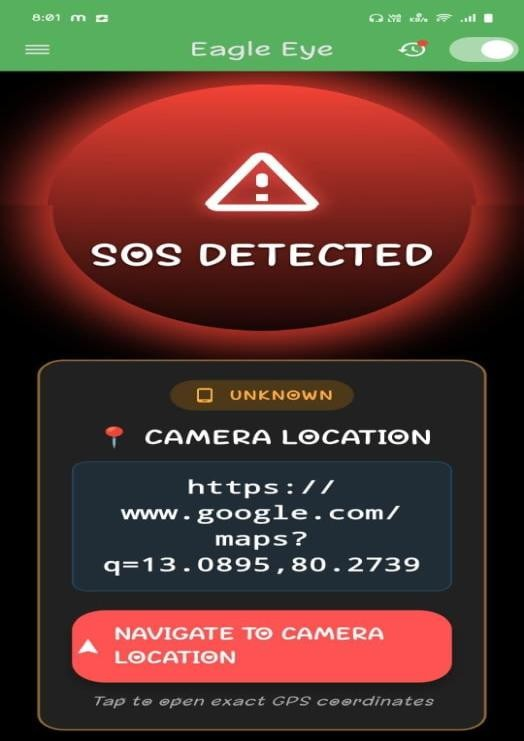 8:01
Eagle Eye
SOS DETECTED
UNKNOWN
CAMERA LOCATION
https://
www.google.com/
maps?
q=13.0895,80.2739
NAVIGATE TO CAMERA
LOCATION
Tap to open exact GPS coordinates